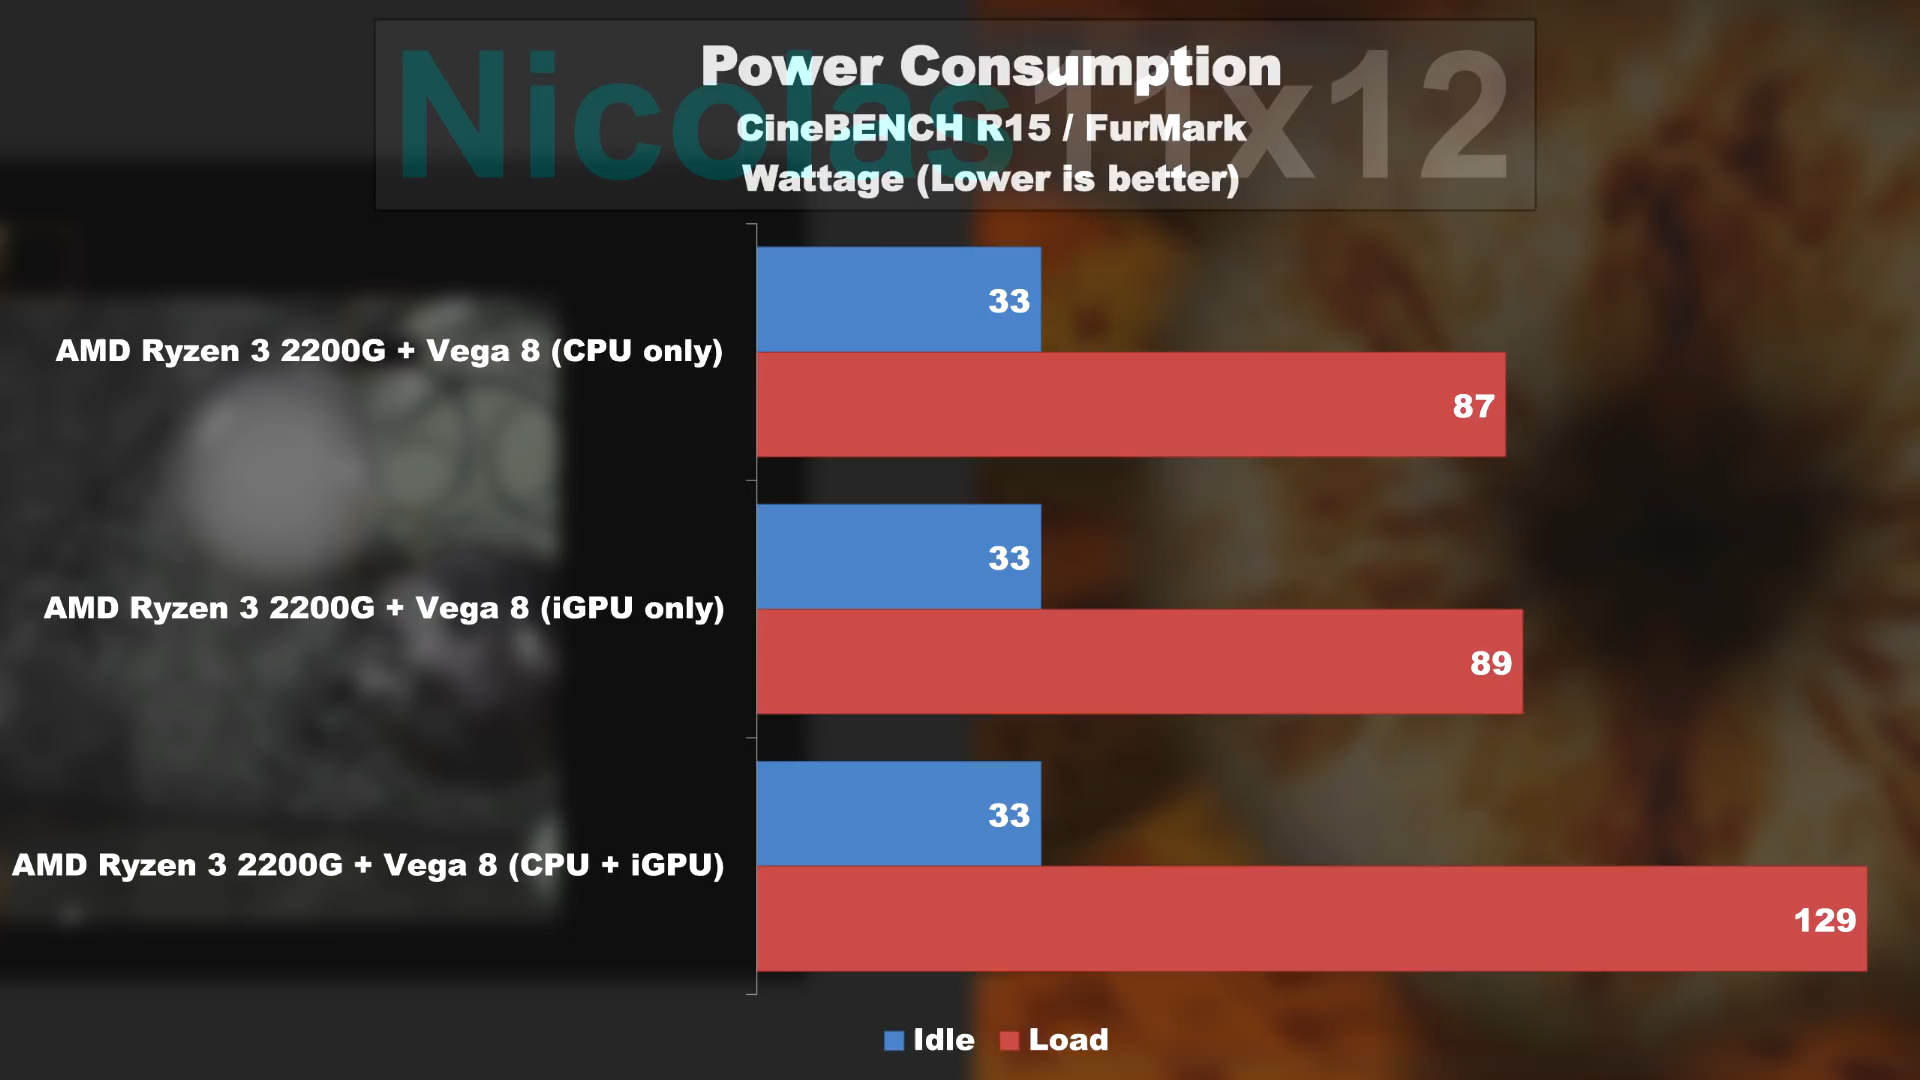 Nicolas11x12
Power Consumption
CineBENCH R15 / FurMark
Wattage (Lower is better)
AMD Ryzen 3 2200G + Vega 8 (CPU only)
33
87
AMD Ryzen 3 2200G + Vega 8 (iGPU only)
33
89
AMD Ryzen 3 2200G + Vega 8 (CPU + iGPU)
33
129
Idle
Load